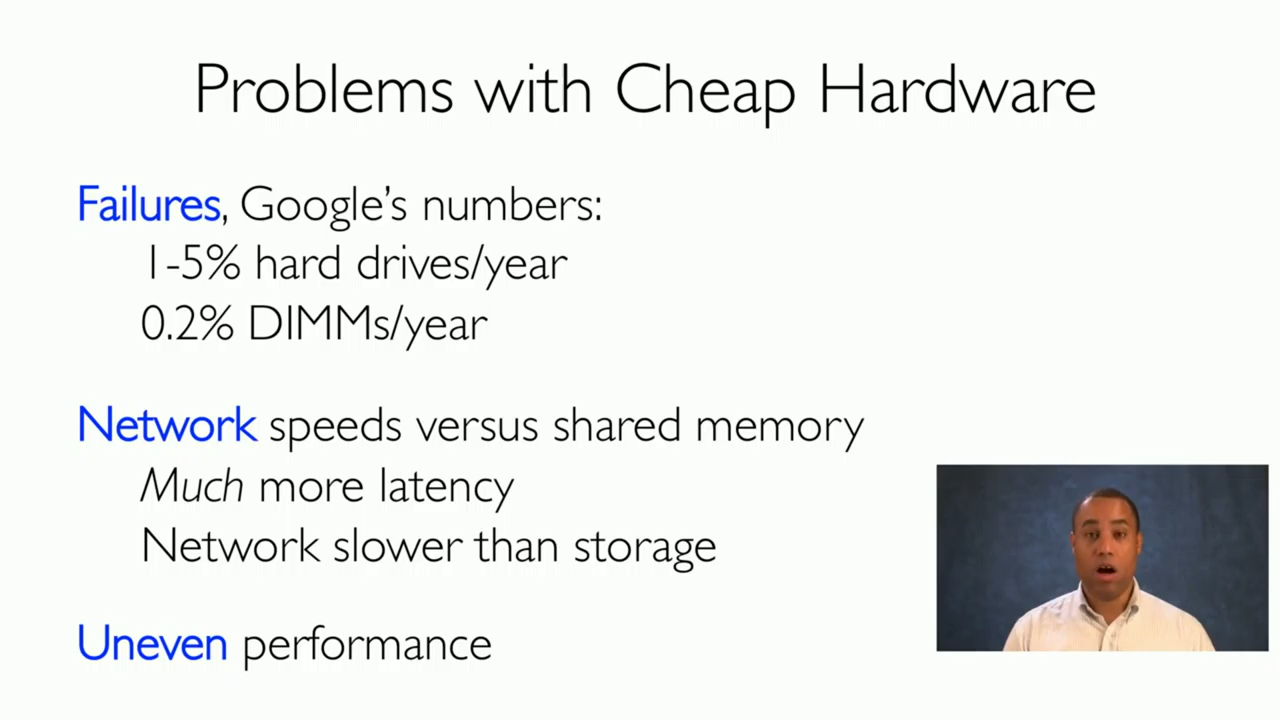 Problems with Cheap Hardware
Failures, Google's numbers:
1-5% hard drives/year
0.2% DIMMs/year
Network speeds versus shared memory
Much more latency
Network slower than storage
Uneven performance